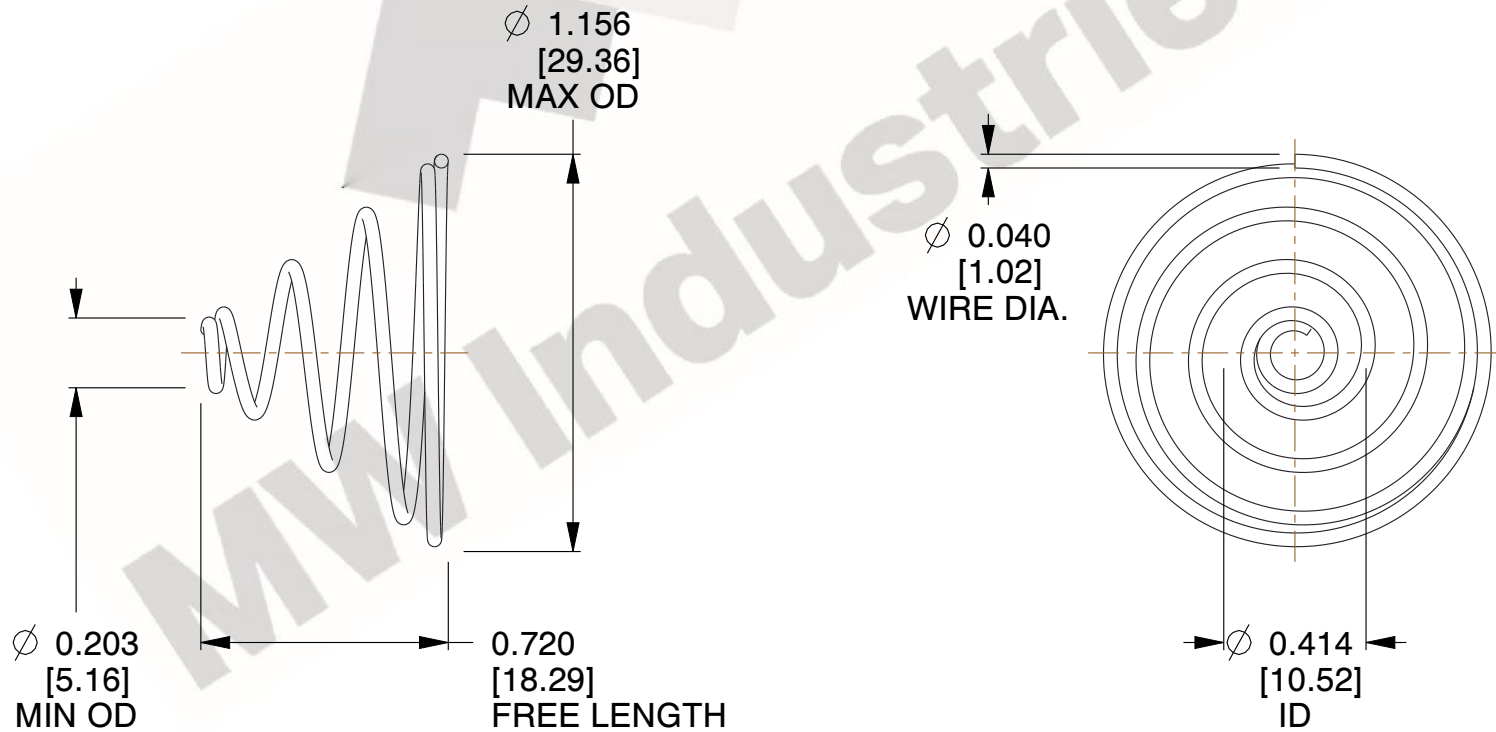 Ø 1.156
[29.36]
MAX OD
Ø 0.040
[1.02]
WIRE DIA.
Ø 0.203
[5.16]
MIN OD
0.720
[18.29]
FREE LENGTH
Ø 0.414
[10.52]
ID
MW Industrie